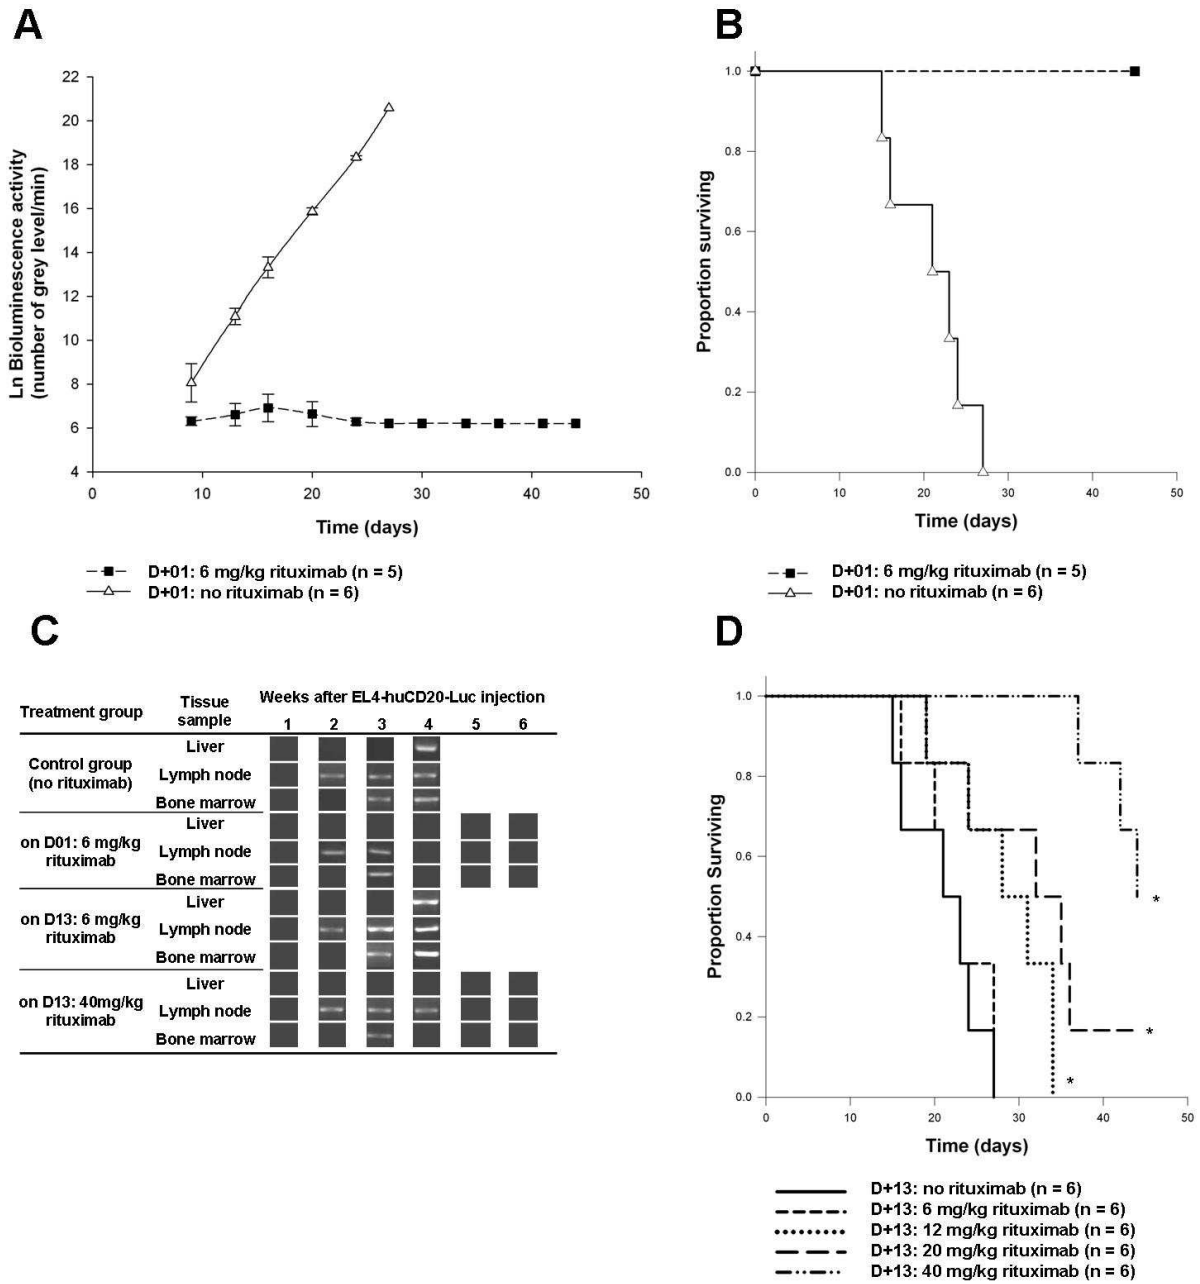 A
Ln Bioluminescence activity
(number of grey level/min)
22
20
18
16
14
12
10
8
6
4
0 10 20 30 40 50
Time (days)
D+01: 6 mg/kg rituximab (n = 5)
D+01: no rituximab (n = 6)
B
Proportion surviving
1.0
0.8
0.6
0.4
0.2
0.0
0 10 20 30 40 50
Time (days)
D+01: 6 mg/kg rituximab (n = 5)
D+01: no rituximab (n = 6)
C
Treatment group
Tissue
sample
Weeks after EL4-huCD20-Luc injection
1 2 3 4 5 6
Control group
(no rituximab)
Liver
Lymph node
Bone marrow
on D01: 6 mg/kg
rituximab
Liver
Lymph node
Bone marrow
on D13: 6 mg/kg
rituximab
Liver
Lymph node
Bone marrow
on D13: 40mg/kg
rituximab
Liver
Lymph node
Bone marrow
D
Proportion Surviving
1.0
0.8
0.6
0.4
0.2
0.0
*
*
*
0 10 20 30 40 50
Time (days)
D+13: no rituximab (n = 6)
D+13: 6 mg/kg rituximab (n = 6)
D+13: 12 mg/kg rituximab (n = 6)
D+13: 20 mg/kg rituximab (n = 6)
D+13: 40 mg/kg rituximab (n = 6)